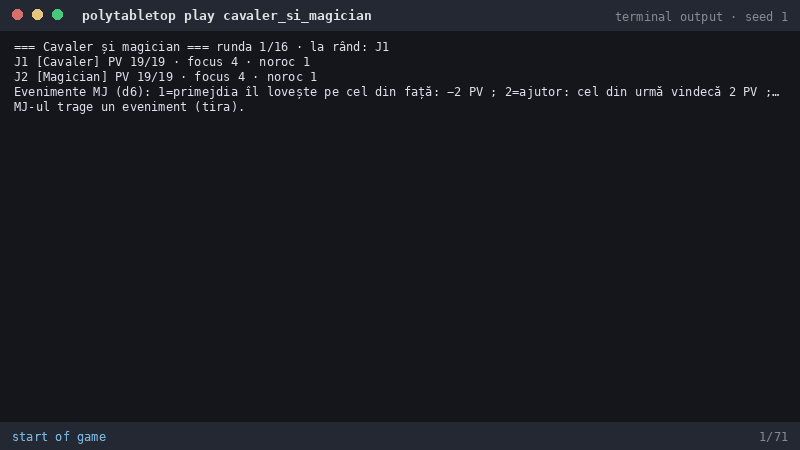 polytabletop play cavaler_si_magician
terminal output · seed 1
=== Cavaler și magician === runda 1/16 · la rând: J1
J1 [Cavaler] PV 19/19 · focus 4 · noroc 1
J2 [Magician] PV 19/19 · focus 4 · noroc 1
Evenimente MJ (d6): 1=primejdia îl lovește pe cel din față: −2 PV ; 2=ajutor: cel din urmă vindecă 2 PV ;…
MJ-ul trage un eveniment (tira).
start of game
1/71